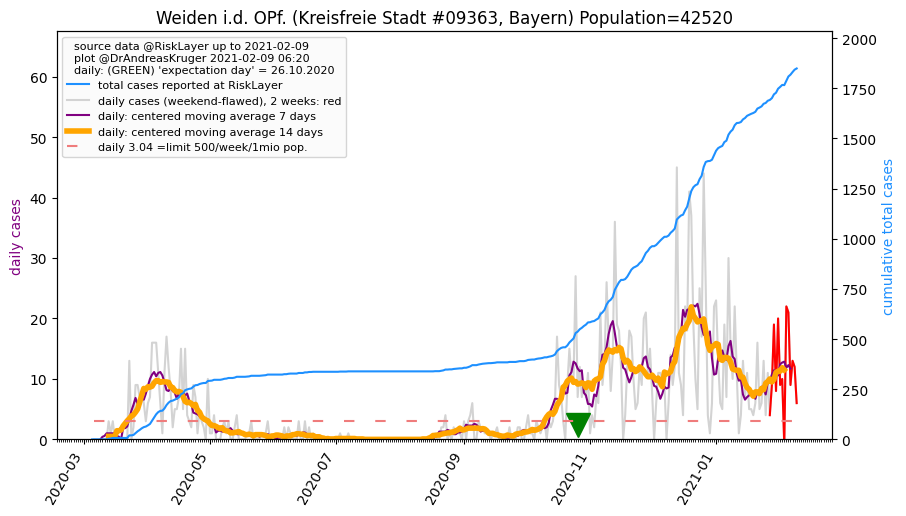 Weiden i.d. OPf. (Kreisfreie Stadt #09363, Bayern) Population=42520
source data @RiskLayer up to 2021-02-09
plot @DrAndreasKruger 2021-02-09 06:20
daily: (GREEN) 'expectation day' = 26.10.2020
total cases reported at RiskLayer
daily cases (weekend-flawed), 2 weeks: red
daily: centered moving average 7 days
daily: centered moving average 14 days
daily 3.04 =limit 500/week/1mio pop.
daily cases
60
50
40
30
20
10
0
2000
1750
1500
1250
1000
750
500
250
0
cumulative total cases
2020-03
2020-05
2020-07
2020-09
2020-11
2021-01